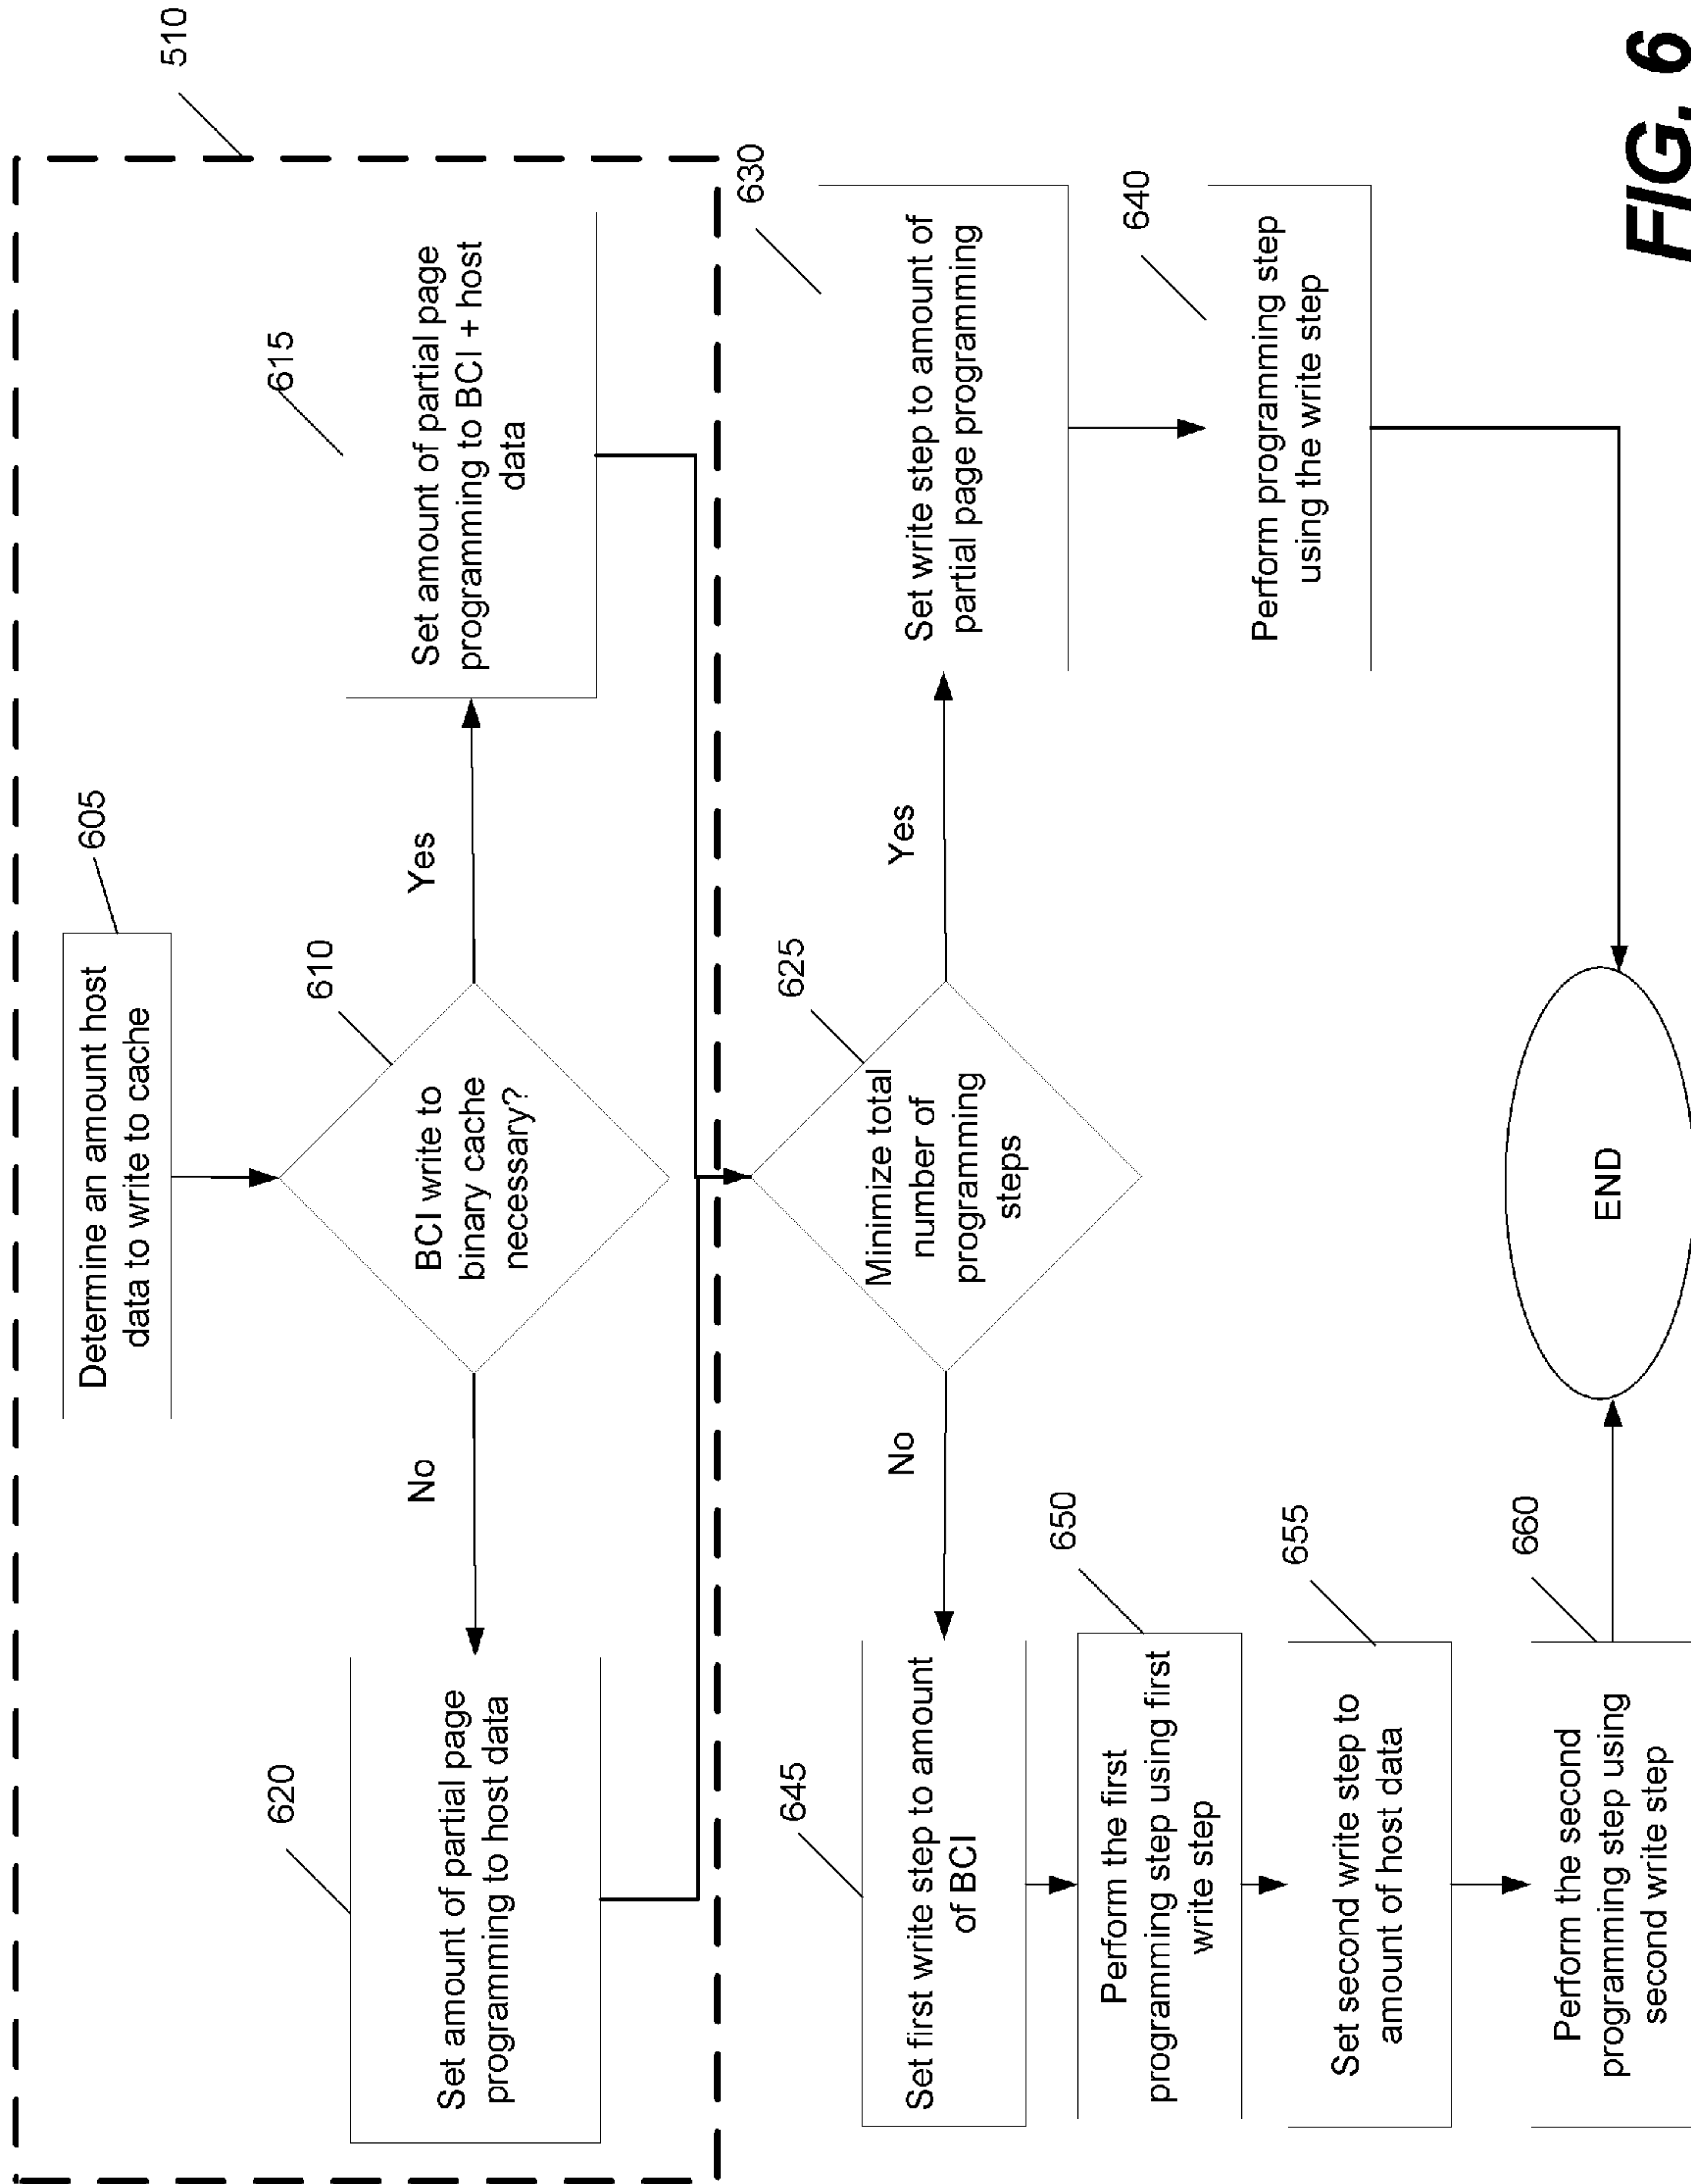 510
605
Determine an amount host
data to write to cache
610
BCI write to
binary cache
necessary?
No
Yes
620
Set amount of partial page
programming to host data
615
Set amount of partial page
programming to BCI + host
data
625
Minimize total
number of
programming
steps
No
Yes
630
Set write step to amount of
partial page programming
640
Perform programming step
using the write step
645
Set first write step to amount
of BCI
650
Perform the first
programming step using first
write step
655
Set second write step to
amount of host data
660
Perform the second
programming step using
second write step
END
FIG. 6